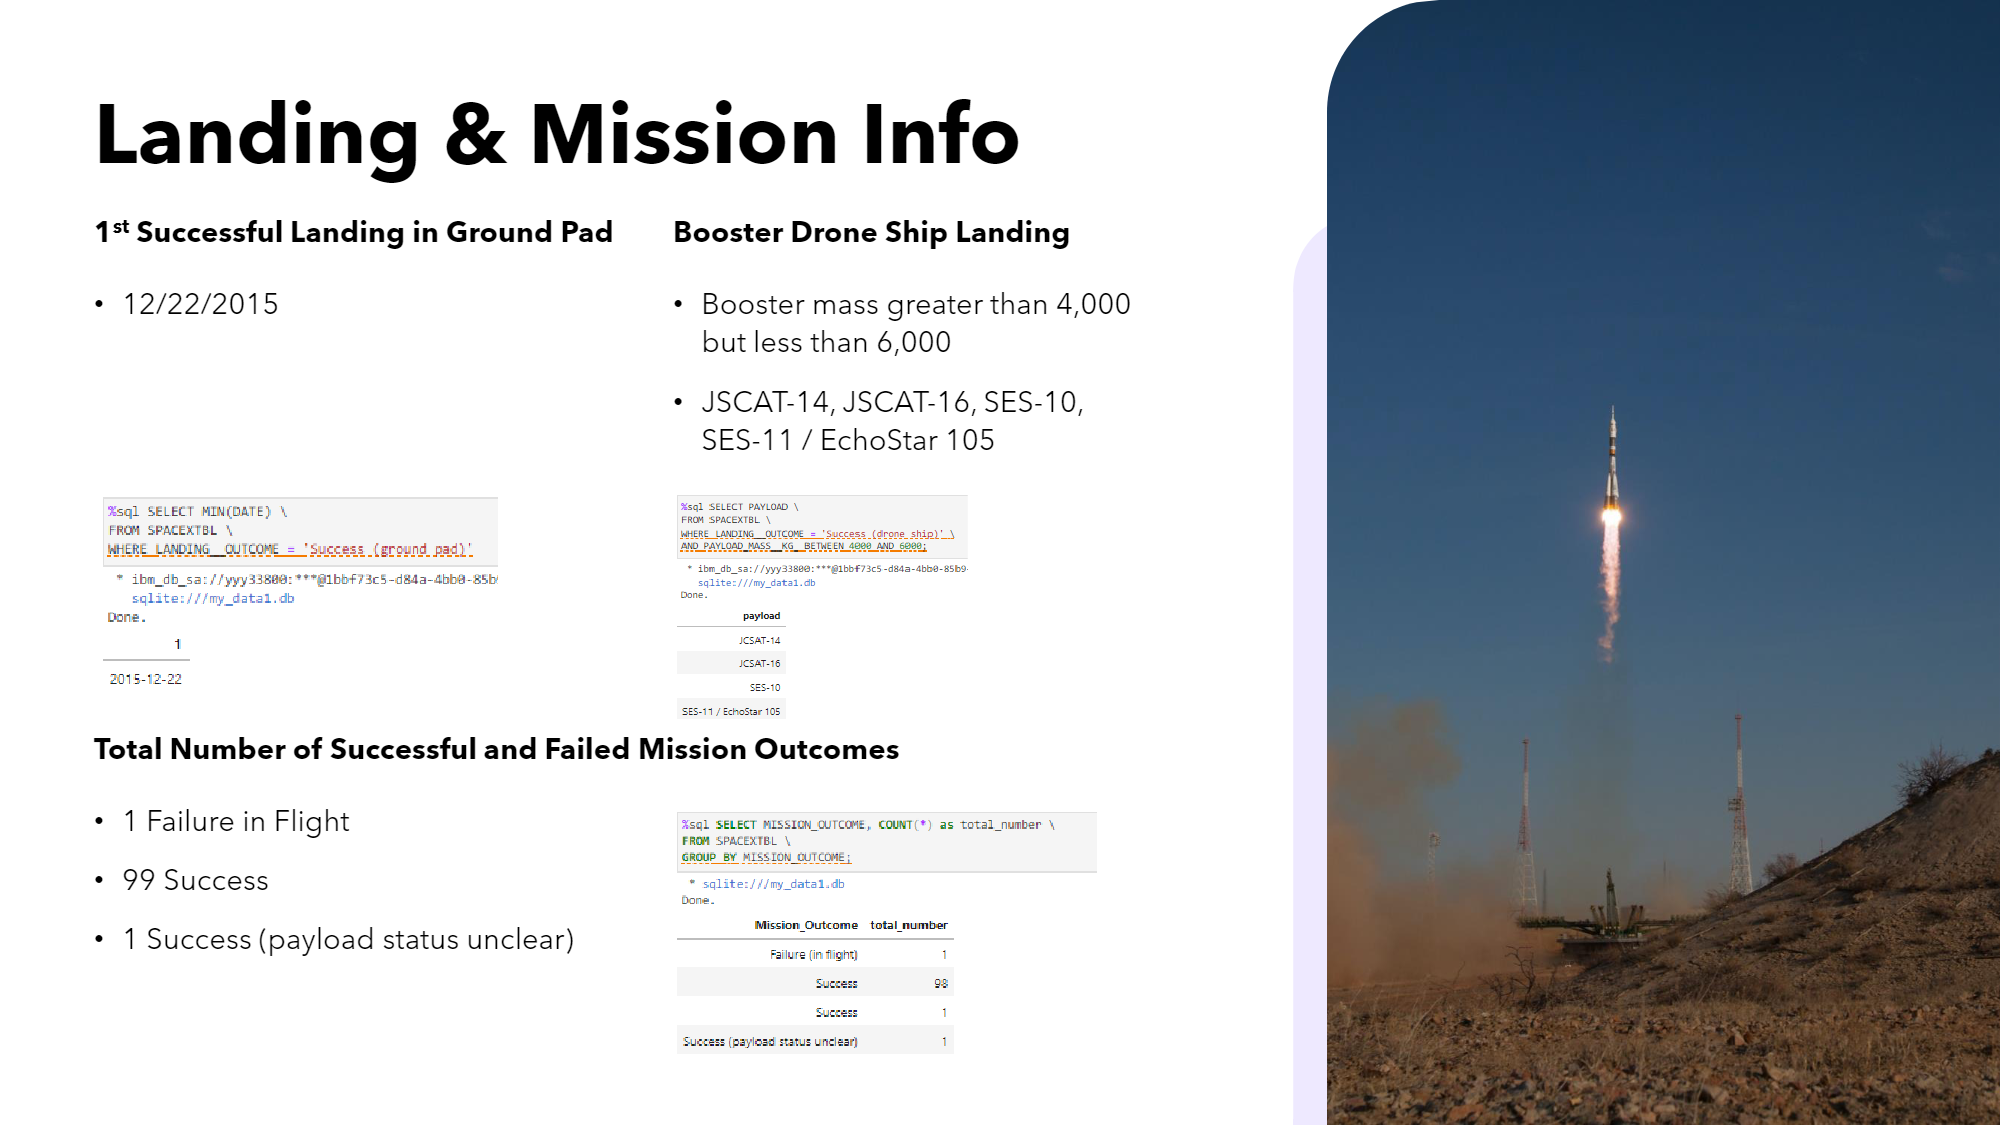 Landing & Mission Info
1st Successful Landing in Ground Pad
• 12/22/2015
%sql SELECT MIN(DATE) \
FROM SPACEXTBL \
WHERE LANDING__OUTCOME = 'Success (ground pad)'
* ibm_db_sa://yyy33800:***@1bbf73c5-d84a-4bb0-85b9
sqlite:///my_data1.db
Done.
1
2015-12-22
Booster Drone Ship Landing
• Booster mass greater than 4,000
but less than 6,000
• JSCAT-14, JSCAT-16, SES-10,
SES-11 / EchoStar 105
%sql SELECT PAYLOAD \
FROM SPACEXTBL \
WHERE LANDING__OUTCOME = 'Success (drone ship)' \
AND PAYLOAD_MASS__KG_ BETWEEN 4000 AND 6000;
* ibm_db_sa://yyy33800:***@1bbf73c5-d84a-4bb0-85b9-
sqlite:///my_data1.db
Done.
payload
JCSAT-14
JCSAT-16
SES-10
SES-11 / EchoStar 105
Total Number of Successful and Failed Mission Outcomes
• 1 Failure in Flight
• 99 Success
• 1 Success (payload status unclear)
%sql SELECT MISSION_OUTCOME, COUNT(*) as total_number \
FROM SPACEXTBL \
GROUP BY MISSION_OUTCOME;
* sqlite:///my_data1.db
Done.
Mission_Outcome total_number
Failure (in flight) 1
Success 98
Success 1
Success (payload status unclear) 1